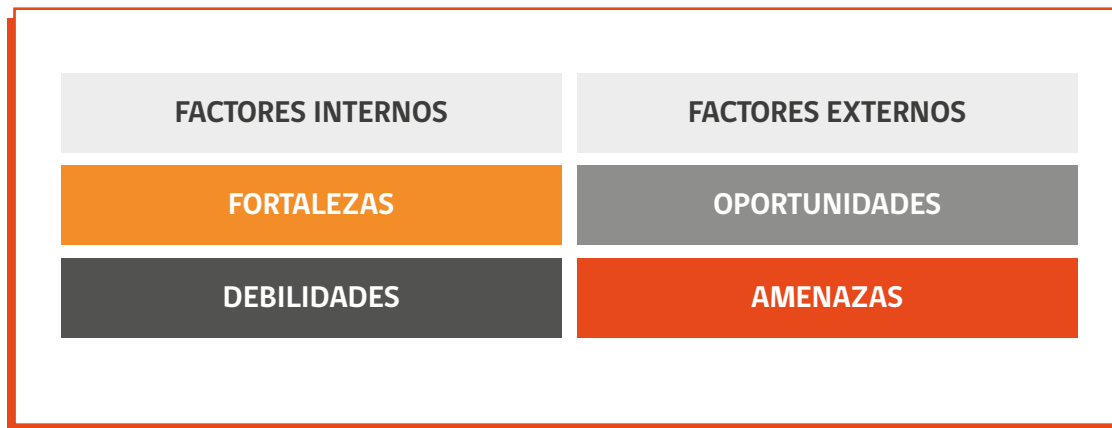 FACTORES INTERNOS
FACTORES EXTERNOS
FORTALEZAS
OPORTUNIDADES
DEBILIDADES
AMENAZAS